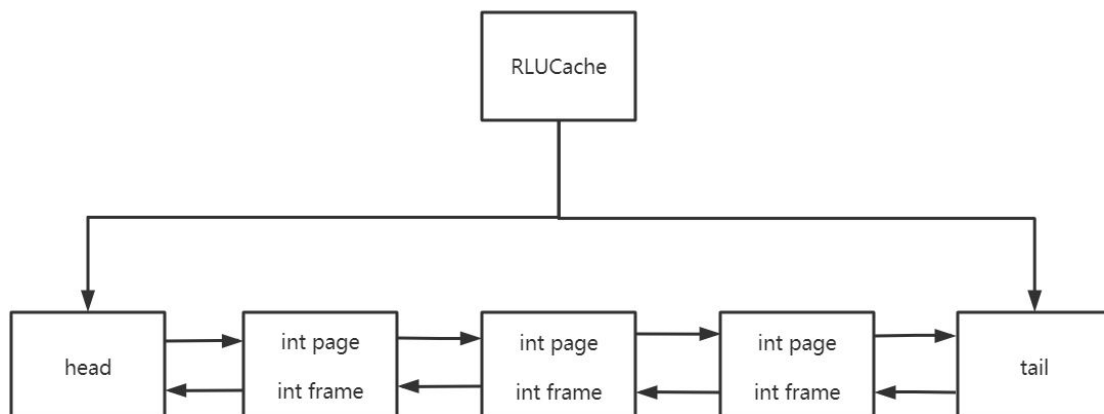 RLUCache
head
int page
int frame
int page
int frame
int page
int frame
tail